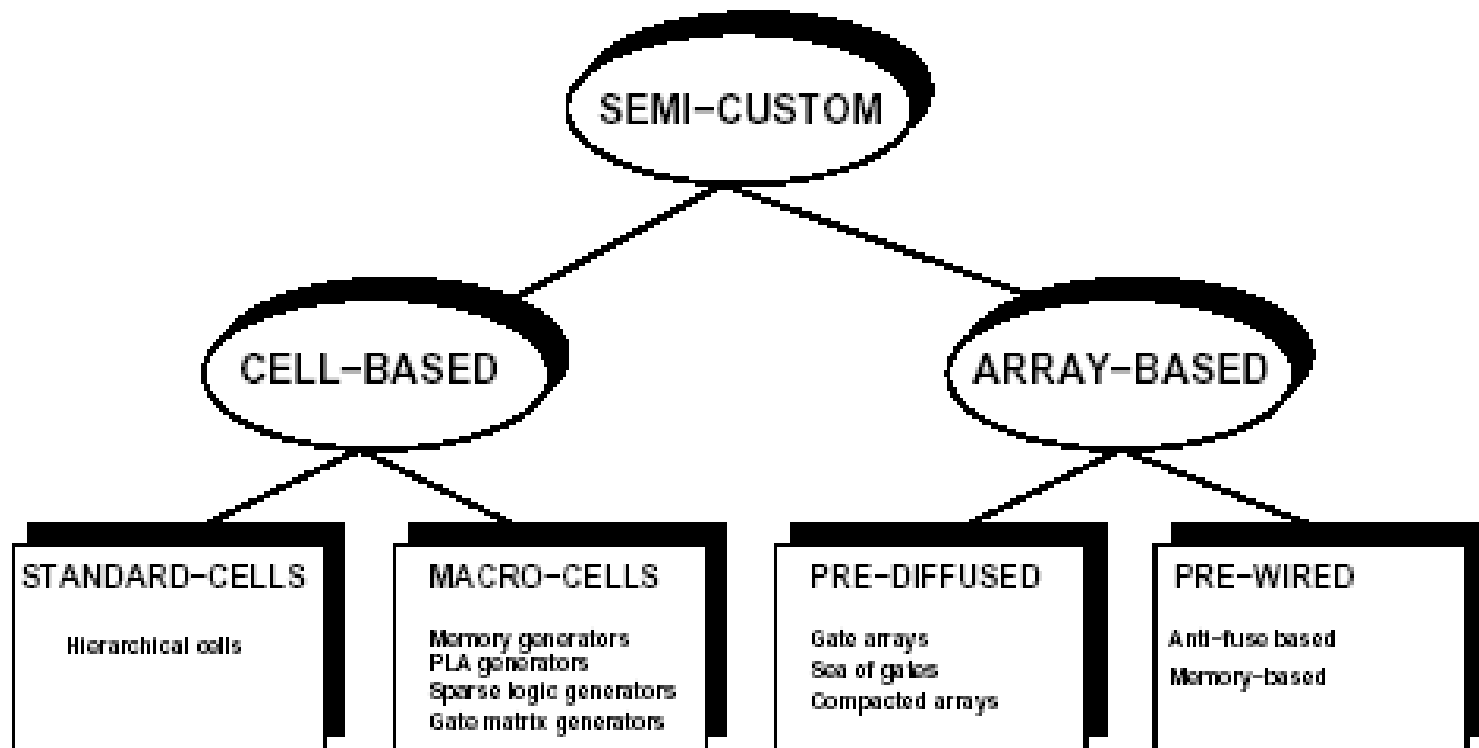 SEMI-CUSTOM
CELL-BASED
ARRAY-BASED
STANDARD-CELLS
Hierarchical cells
MACRO-CELLS
Memory generators
PLA generators
Sparse logic generators
Gate matrix generators
PRE-DIFFUSED
Gate arrays
Sea of gates
Compacted arrays
PRE-WIRED
Anti-fuse based
Memory-based